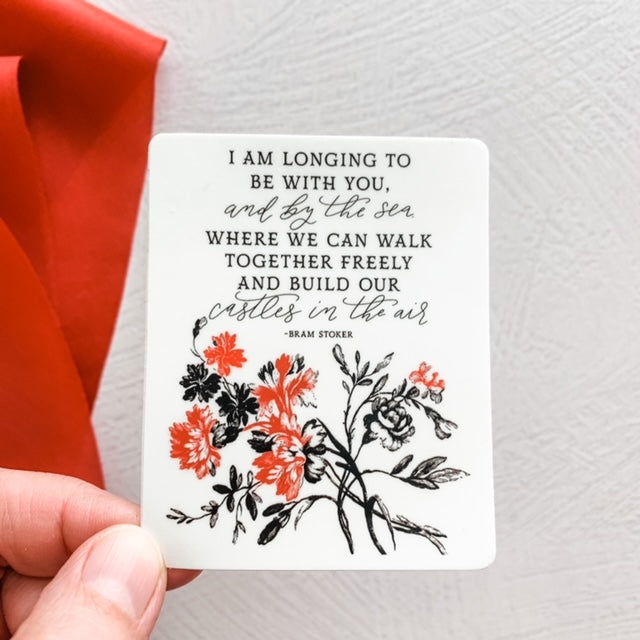 I AM LONGING TO
BE WITH YOU,
and by the sea,
WHERE WE CAN WALK
TOGETHER FREELY
AND BUILD OUR
castles in the air
-BRAM STOKER